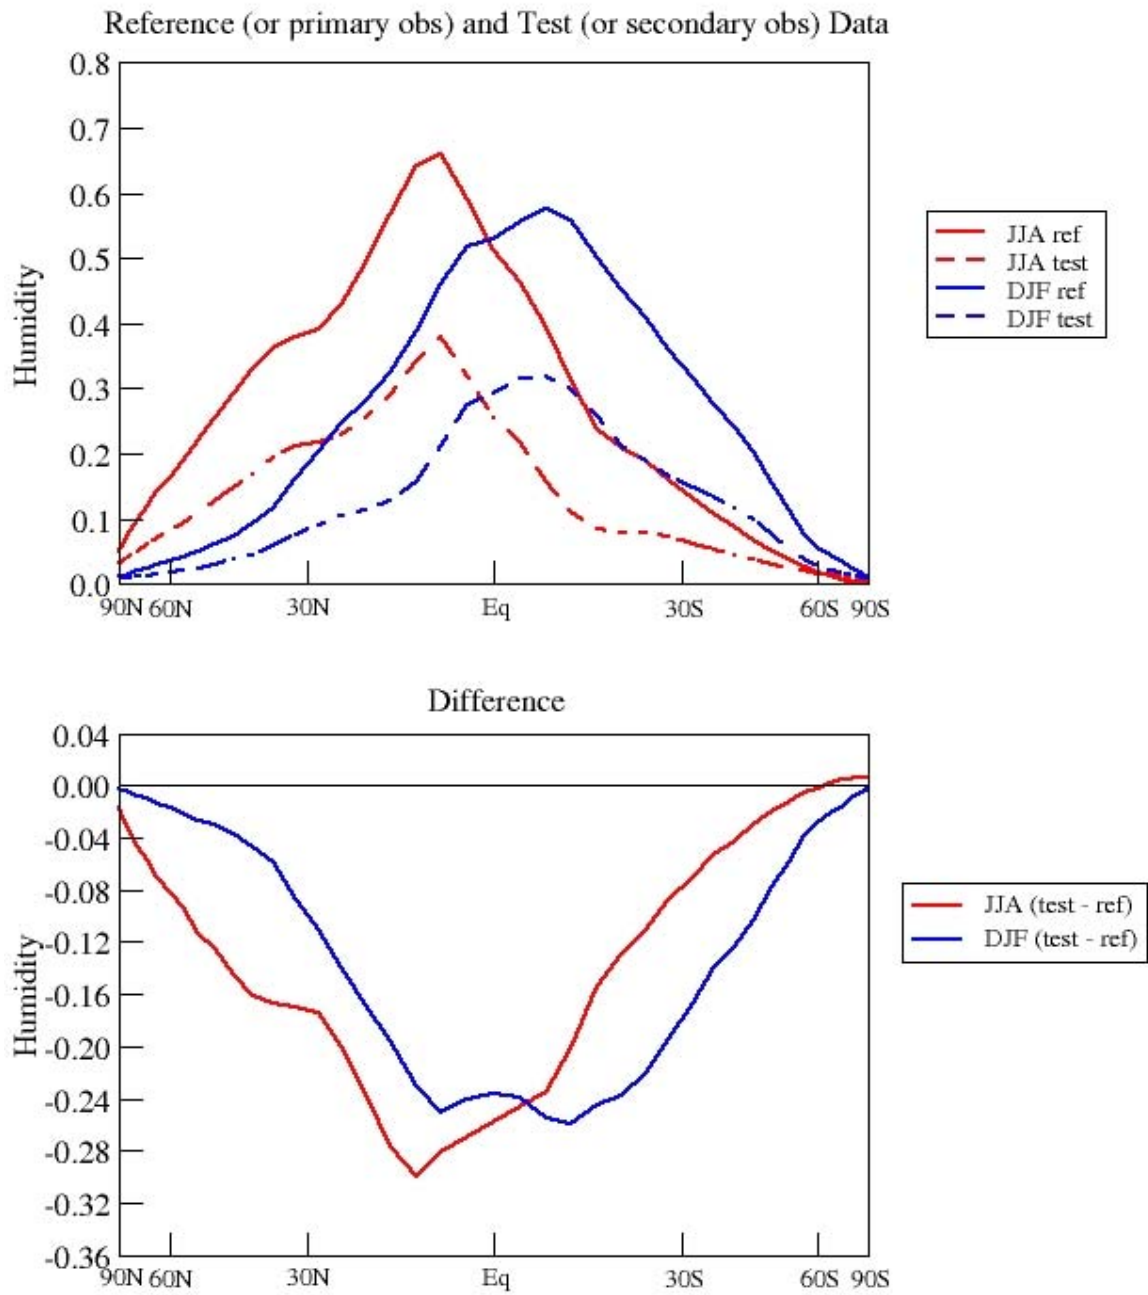 Reference (or primary obs) and Test (or secondary obs) Data
0.8
0.7
0.6
0.5
0.4
0.3
0.2
0.1
0.0
Humidity
90N 60N 30N Eq 30S 60S 90S
JJA ref
JJA test
DJF ref
DJF test
Difference
0.04
0.00
-0.04
-0.08
-0.12
-0.16
-0.20
-0.24
-0.28
-0.32
-0.36
Humidity
90N 60N 30N Eq 30S 60S 90S
JJA (test - ref)
DJF (test - ref)